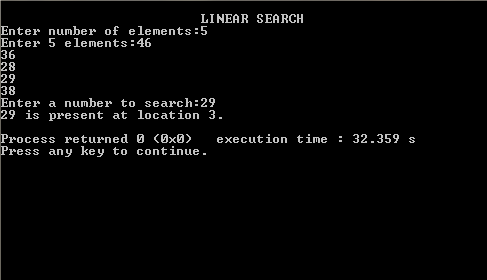 LINEAR SEARCH
Enter number of elements:5
Enter 5 elements:46
36
28
29
38
Enter a number to search:29
29 is present at location 3.
Process returned 0 (0x0)   execution time : 32.359 s
Press any key to continue.